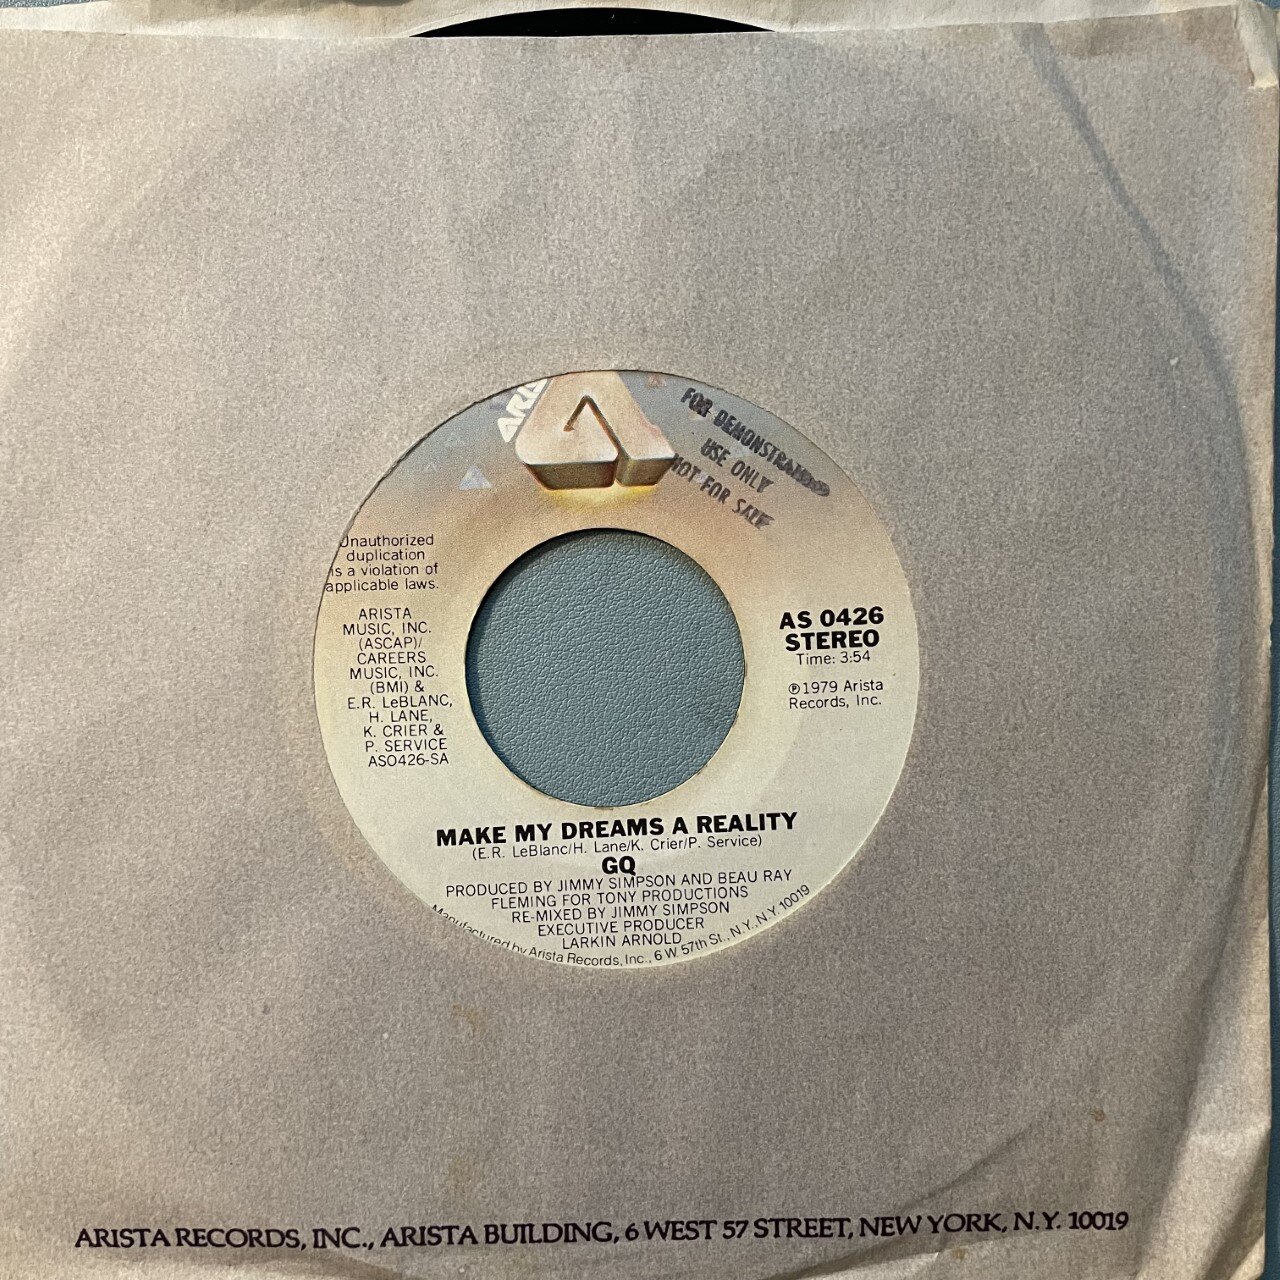 ARIS
FOR DEMONSTRATION
USE ONLY
NOT FOR SALE
Unauthorized
duplication
is a violation of
applicable laws.
ARISTA
MUSIC, INC.
(ASCAP)/
CAREERS
MUSIC, INC.
(BMI) &
E.R. LeBLANC,
H. LANE,
K. CRIER &
P. SERVICE
ASO426-SA
AS 0426
STEREO
Time: 3:54
℗1979 Arista
Records, Inc.
MAKE MY DREAMS A REALITY
(E.R. LeBlanc/H. Lane/K. Crier/P. Service)
GQ
PRODUCED BY JIMMY SIMPSON AND BEAU RAY
FLEMING FOR TONY PRODUCTIONS
RE-MIXED BY JIMMY SIMPSON
EXECUTIVE PRODUCER
LARKIN ARNOLD
Manufactured by Arista Records, Inc., 6 W 57th St., N.Y., N.Y. 10019
ARISTA RECORDS, INC., ARISTA BUILDING, 6 WEST 57 STREET, NEW YORK, N.Y. 10019